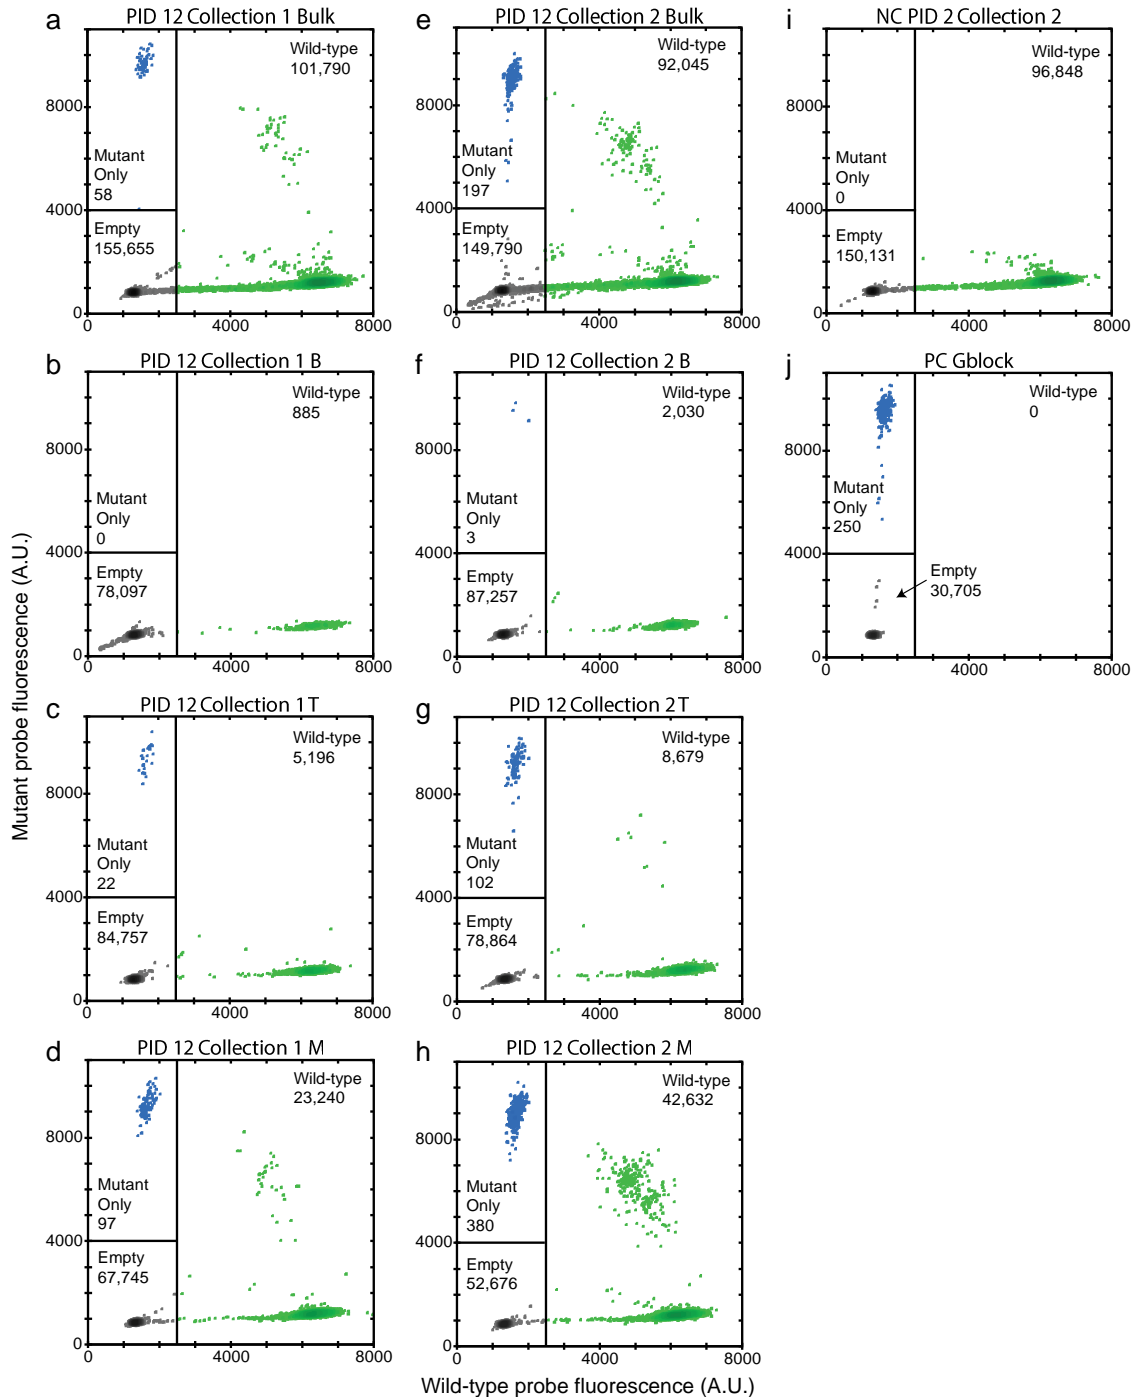 a
PID 12 Collection 1 Bulk
Wild-type
101,790
8000
Mutant
Only
58
4000
Empty
155,655
0
0
4000
8000
e
PID 12 Collection 2 Bulk
Wild-type
92,045
8000
Mutant
Only
197
4000
Empty
149,790
0
0
4000
8000
i
NC PID 2 Collection 2
Wild-type
96,848
8000
Mutant
Only
0
4000
Empty
150,131
0
0
4000
8000
b
PID 12 Collection 1 B
Wild-type
885
8000
Mutant
Only
0
4000
Empty
78,097
0
0
4000
8000
f
PID 12 Collection 2 B
Wild-type
2,030
8000
Mutant
Only
3
4000
Empty
87,257
0
0
4000
8000
j
PC Gblock
Wild-type
0
8000
Mutant
Only
250
4000
Empty
30,705
0
0
4000
8000
c
PID 12 Collection 1 T
Wild-type
5,196
8000
Mutant
Only
22
4000
Empty
84,757
0
0
4000
8000
g
PID 12 Collection 2 T
Wild-type
8,679
8000
Mutant
Only
102
4000
Empty
78,864
0
0
4000
8000
d
PID 12 Collection 1 M
Wild-type
23,240
8000
Mutant
Only
97
4000
Empty
67,745
0
0
4000
8000
h
PID 12 Collection 2 M
Wild-type
42,632
8000
Mutant
Only
380
4000
Empty
52,676
0
0
4000
8000
Mutant probe fluorescence (A.U.)
Wild-type probe fluorescence (A.U.)